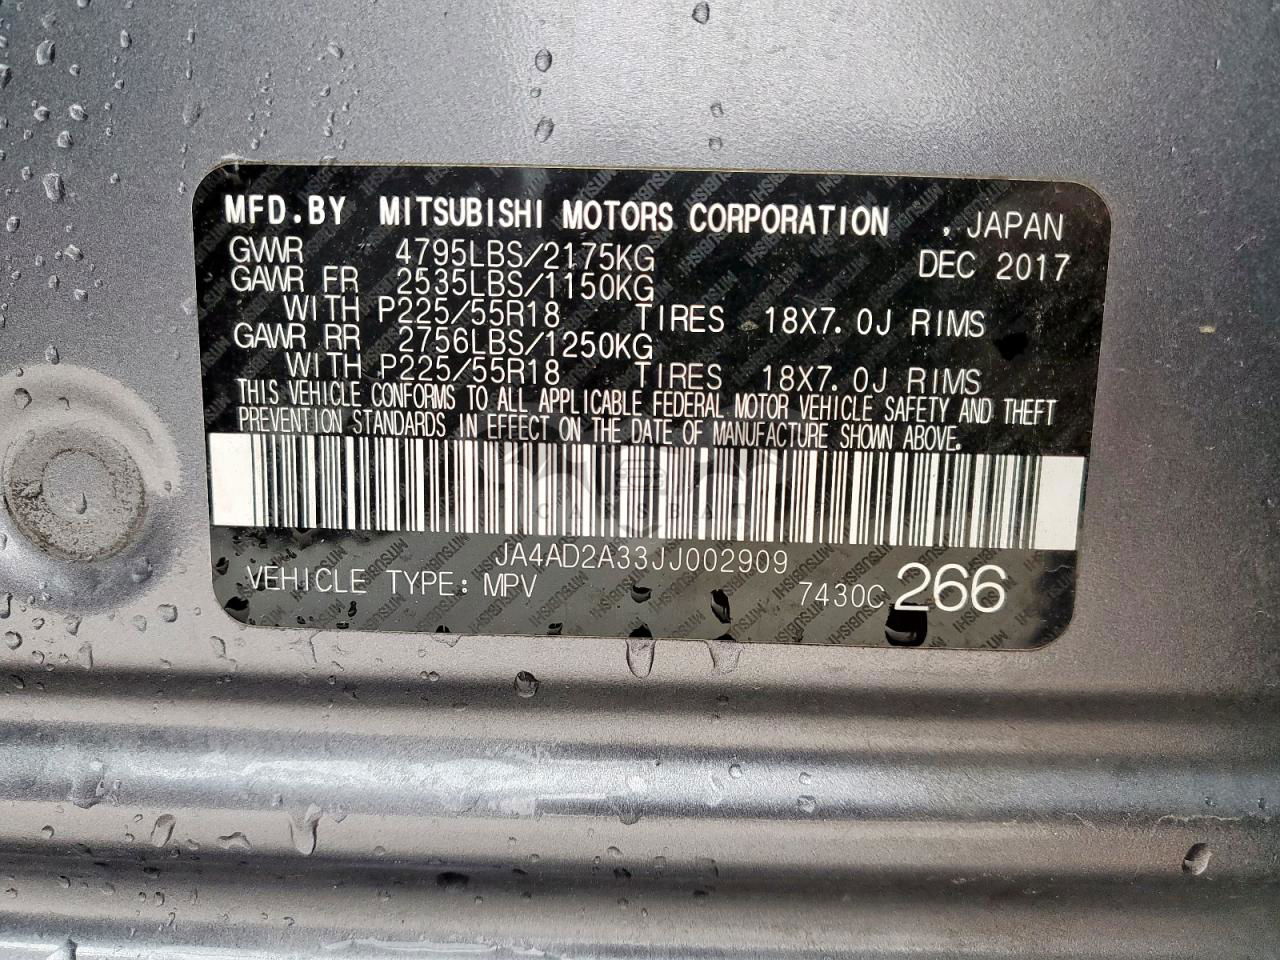 MFD.BY MITSUBISHI MOTORS CORPORATION , JAPAN
GVWR 4795LBS/2175KG DEC 2017
GAWR FR 2535LBS/1150KG
WITH P225/55R18 TIRES 18X7.0J RIMS
GAWR RR 2756LBS/1250KG
WITH P225/55R18 TIRES 18X7.0J RIMS
THIS VEHICLE CONFORMS TO ALL APPLICABLE FEDERAL MOTOR VEHICLE SAFETY AND THEFT
PREVENTION STANDARDS IN EFFECT ON THE DATE OF MANUFACTURE SHOWN ABOVE.
JA4AD2A33JJ002909
VEHICLE TYPE: MPV 7430C 266